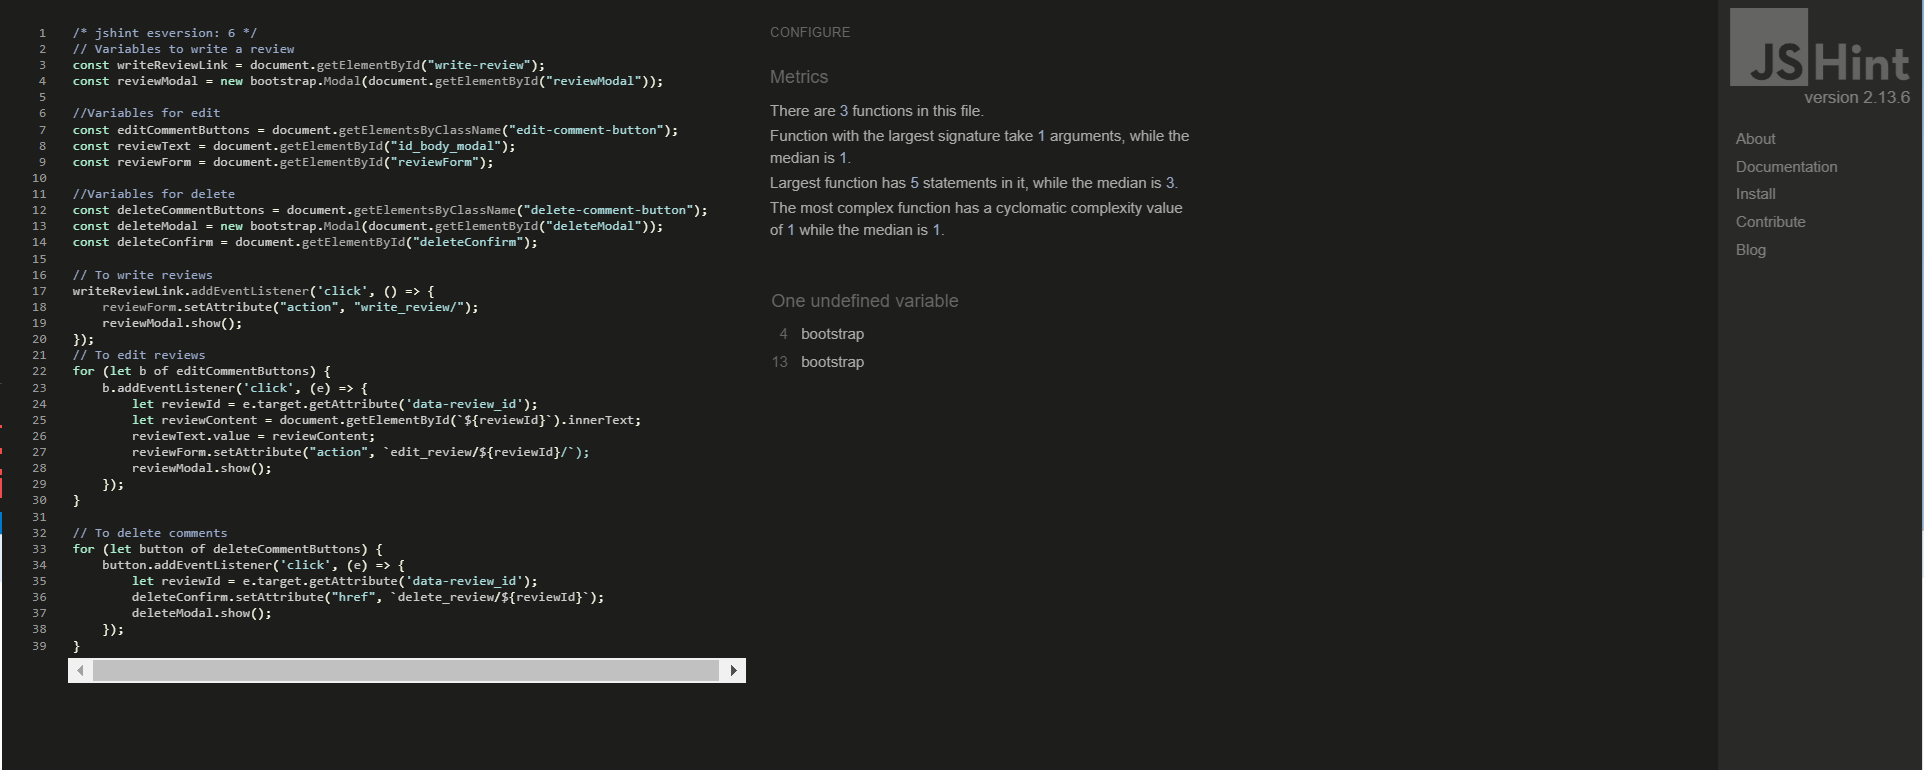 1 /* jshint esversion: 6 */
2 // Variables to write a review
3 const writeReviewLink = document.getElementById("write-review");
4 const reviewModal = new bootstrap.Modal(document.getElementById("reviewModal"));
5
6 //Variables for edit
7 const editCommentButtons = document.getElementsByClassName("edit-comment-button");
8 const reviewText = document.getElementById("id_body_modal");
9 const reviewForm = document.getElementById("reviewForm");
10
11 //Variables for delete
12 const deleteCommentButtons = document.getElementsByClassName("delete-comment-button");
13 const deleteModal = new bootstrap.Modal(document.getElementById("deleteModal"));
14 const deleteConfirm = document.getElementById("deleteConfirm");
15
16 // To write reviews
17 writeReviewLink.addEventListener('click', () => {
18     reviewForm.setAttribute("action", "write_review/");
19     reviewModal.show();
20 });
21 // To edit reviews
22 for (let b of editCommentButtons) {
23     b.addEventListener('click', (e) => {
24         let reviewId = e.target.getAttribute('data-review_id');
25         let reviewContent = document.getElementById(`${reviewId}`).innerText;
26         reviewText.value = reviewContent;
27         reviewForm.setAttribute("action", `edit_review/${reviewId}/`);
28         reviewModal.show();
29     });
30 }
31
32 // To delete comments
33 for (let button of deleteCommentButtons) {
34     button.addEventListener('click', (e) => {
35         let reviewId = e.target.getAttribute('data-review_id');
36         deleteConfirm.setAttribute("href", `delete_review/${reviewId}`);
37         deleteModal.show();
38     });
39 }
CONFIGURE
Metrics
There are 3 functions in this file.
Function with the largest signature take 1 arguments, while the
median is 1.
Largest function has 5 statements in it, while the median is 3.
The most complex function has a cyclomatic complexity value
of 1 while the median is 1.
One undefined variable
4 bootstrap
13 bootstrap
JSHint
version 2.13.6
About
Documentation
Install
Contribute
Blog